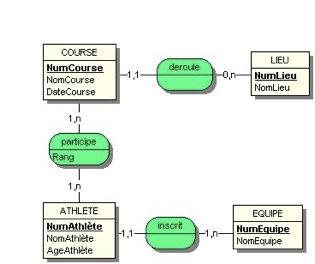 COURSE
NumCourse
NomCourse
DateCourse
1,1
deroule
0,n
LIEU
NumLieu
NomLieu
1,n
participe
Rang
1,n
ATHLETE
NumAthlète
NomAthlète
AgeAthlète
1,1
inscrit
1,n
EQUIPE
NumEquipe
NomEquipe